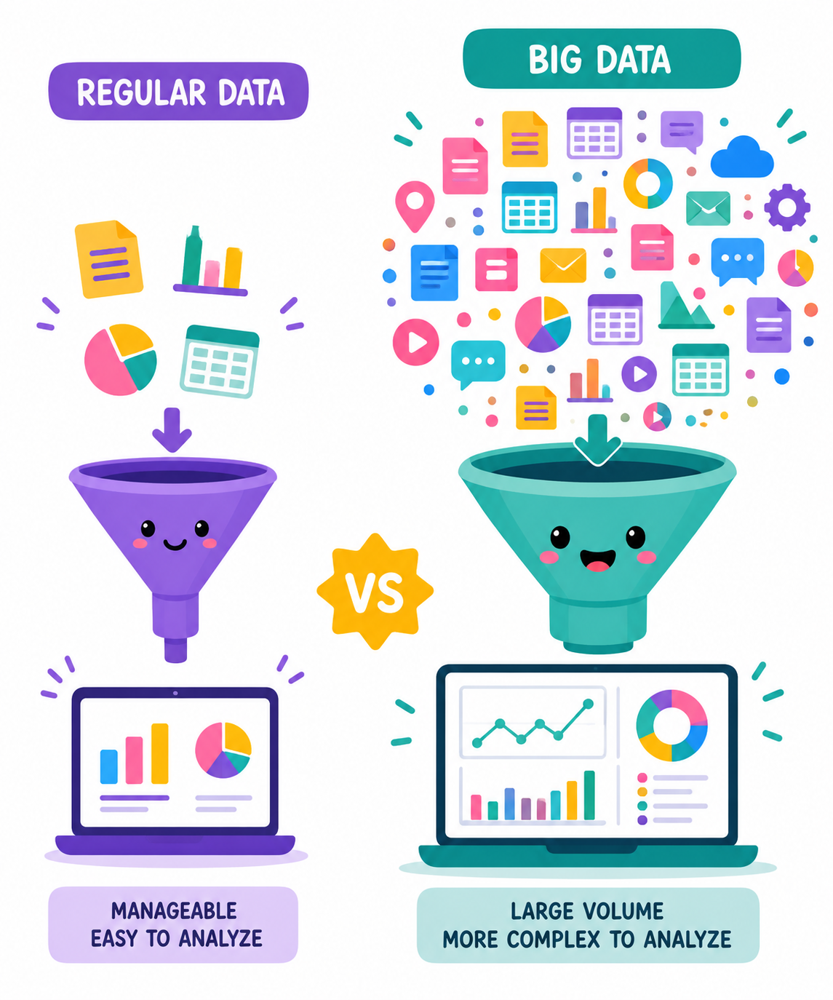 REGULAR DATA
BIG DATA
VS
MANAGEABLE
EASY TO ANALYZE
LARGE VOLUME
MORE COMPLEX TO ANALYZE